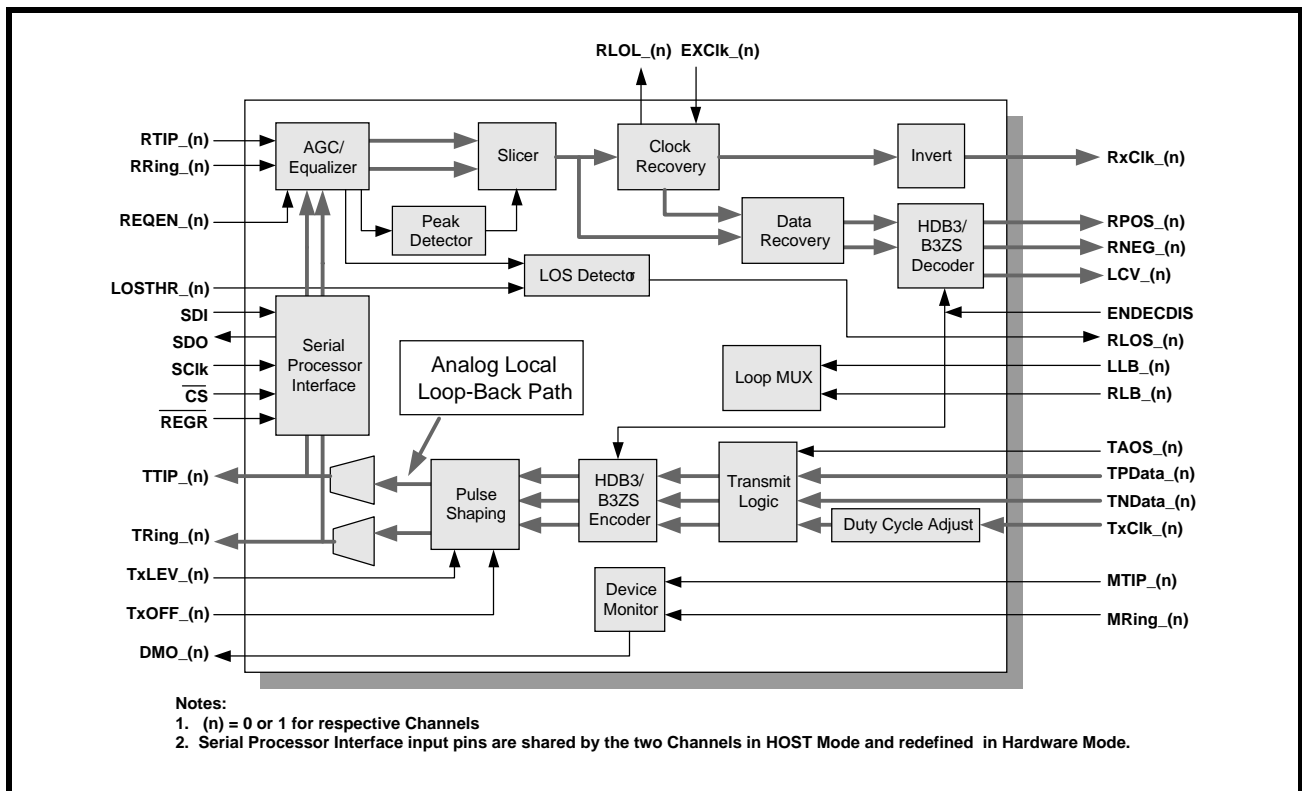 RLOL_(n) EXClk_(n)
RTIP_(n)
RRing_(n)
REQEN_(n)
LOSTHR_(n)
SDI
SDO
SClk
CS
REGR
TTIP_(n)
TRing_(n)
TxLEV_(n)
TxOFF_(n)
DMO_(n)
AGC/
Equalizer
Slicer
Clock
Recovery
Invert
Peak
Detector
Data
Recovery
HDB3/
B3ZS
Decoder
LOS Detector
Serial
Processor
Interface
Analog Local
Loop-Back Path
Loop MUX
Pulse
Shaping
HDB3/
B3ZS
Encoder
Transmit
Logic
Duty Cycle Adjust
Device
Monitor
RxClk_(n)
RPOS_(n)
RNEG_(n)
LCV_(n)
ENDECDIS
RLOS_(n)
LLB_(n)
RLB_(n)
TAOS_(n)
TPData_(n)
TNData_(n)
TxClk_(n)
MTIP_(n)
MRing_(n)
Notes:
1. (n) = 0 or 1 for respective Channels
2. Serial Processor Interface input pins are shared by the two Channels in HOST Mode and redefined in Hardware Mode.